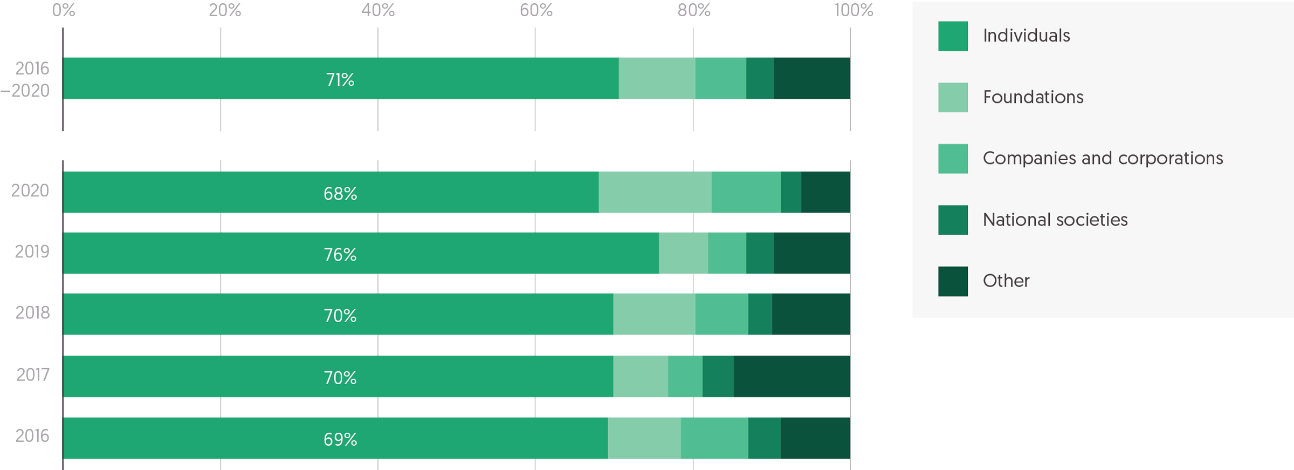 0% 20% 40% 60% 80% 100%
2016
–2020
71%
2020 68%
2019 76%
2018 70%
2017 70%
2016 69%
Individuals
Foundations
Companies and corporations
National societies
Other